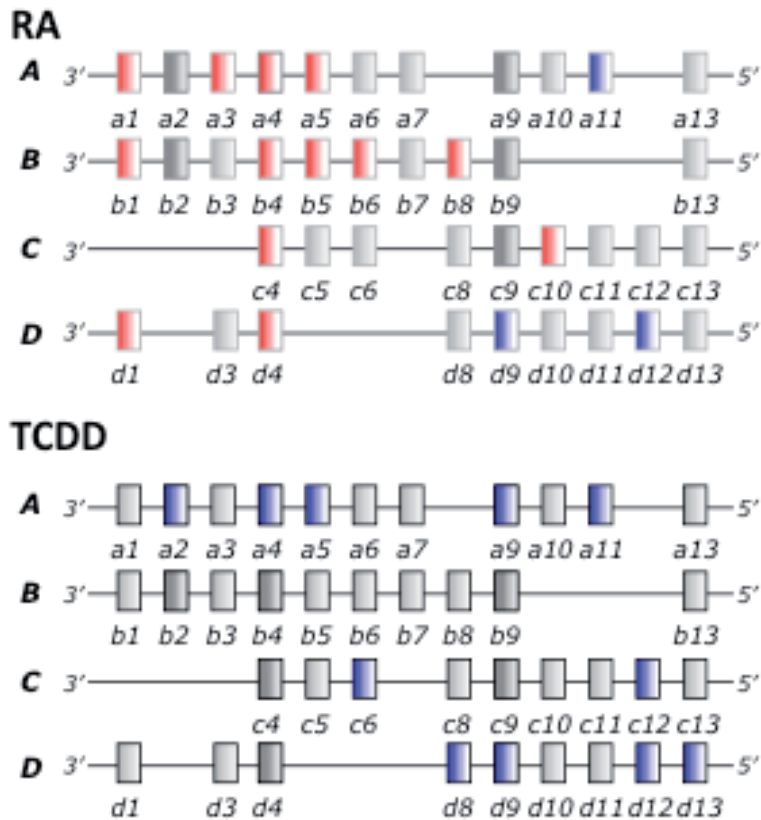 RA
A 3′ 5′
a1 a2 a3 a4 a5 a6 a7 a9 a10 a11 a13
B 3′ 5′
b1 b2 b3 b4 b5 b6 b7 b8 b9 b13
C 3′ 5′
c4 c5 c6 c8 c9 c10 c11 c12 c13
D 3′ 5′
d1 d3 d4 d8 d9 d10 d11 d12 d13
TCDD
A 3′ 5′
a1 a2 a3 a4 a5 a6 a7 a9 a10 a11 a13
B 3′ 5′
b1 b2 b3 b4 b5 b6 b7 b8 b9 b13
C 3′ 5′
c4 c5 c6 c8 c9 c10 c11 c12 c13
D 3′ 5′
d1 d3 d4 d8 d9 d10 d11 d12 d13